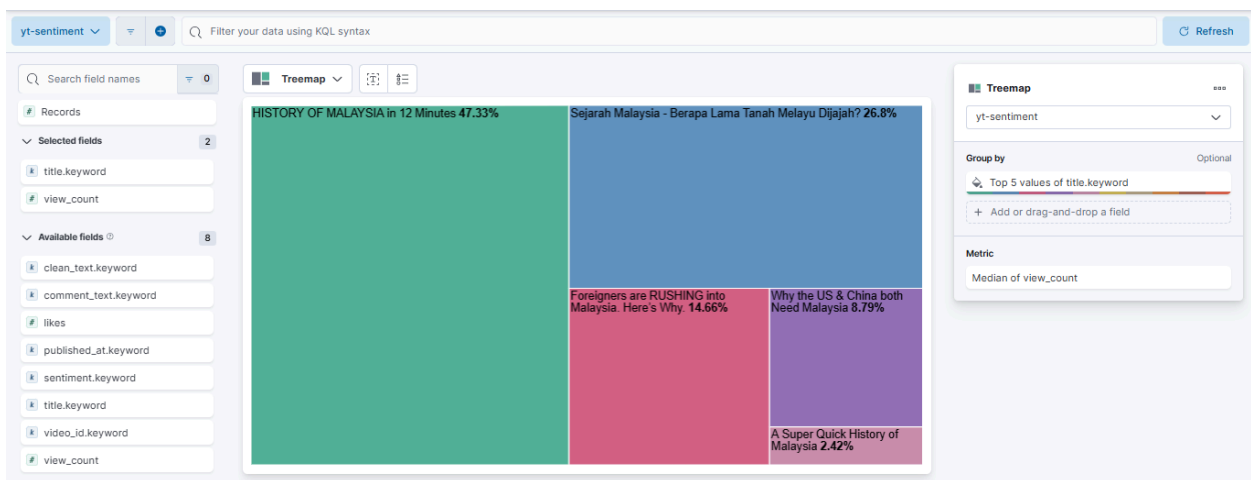 yt-sentiment
Filter your data using KQL syntax
Refresh
Search field names
0
Records
Selected fields
2
k title.keyword
# view_count
Available fields
8
k clean_text.keyword
k comment_text.keyword
# likes
k published_at.keyword
k sentiment.keyword
k title.keyword
k video_id.keyword
# view_count
Treemap
HISTORY OF MALAYSIA in 12 Minutes 47.33%
Sejarah Malaysia - Berapa Lama Tanah Melayu Dijajah? 26.8%
Foreigners are RUSHING into
Malaysia. Here's Why. 14.66%
Why the US & China both
Need Malaysia 8.79%
A Super Quick History of
Malaysia 2.42%
Treemap
yt-sentiment
Group by
Optional
Top 5 values of title.keyword
+ Add or drag-and-drop a field
Metric
Median of view_count